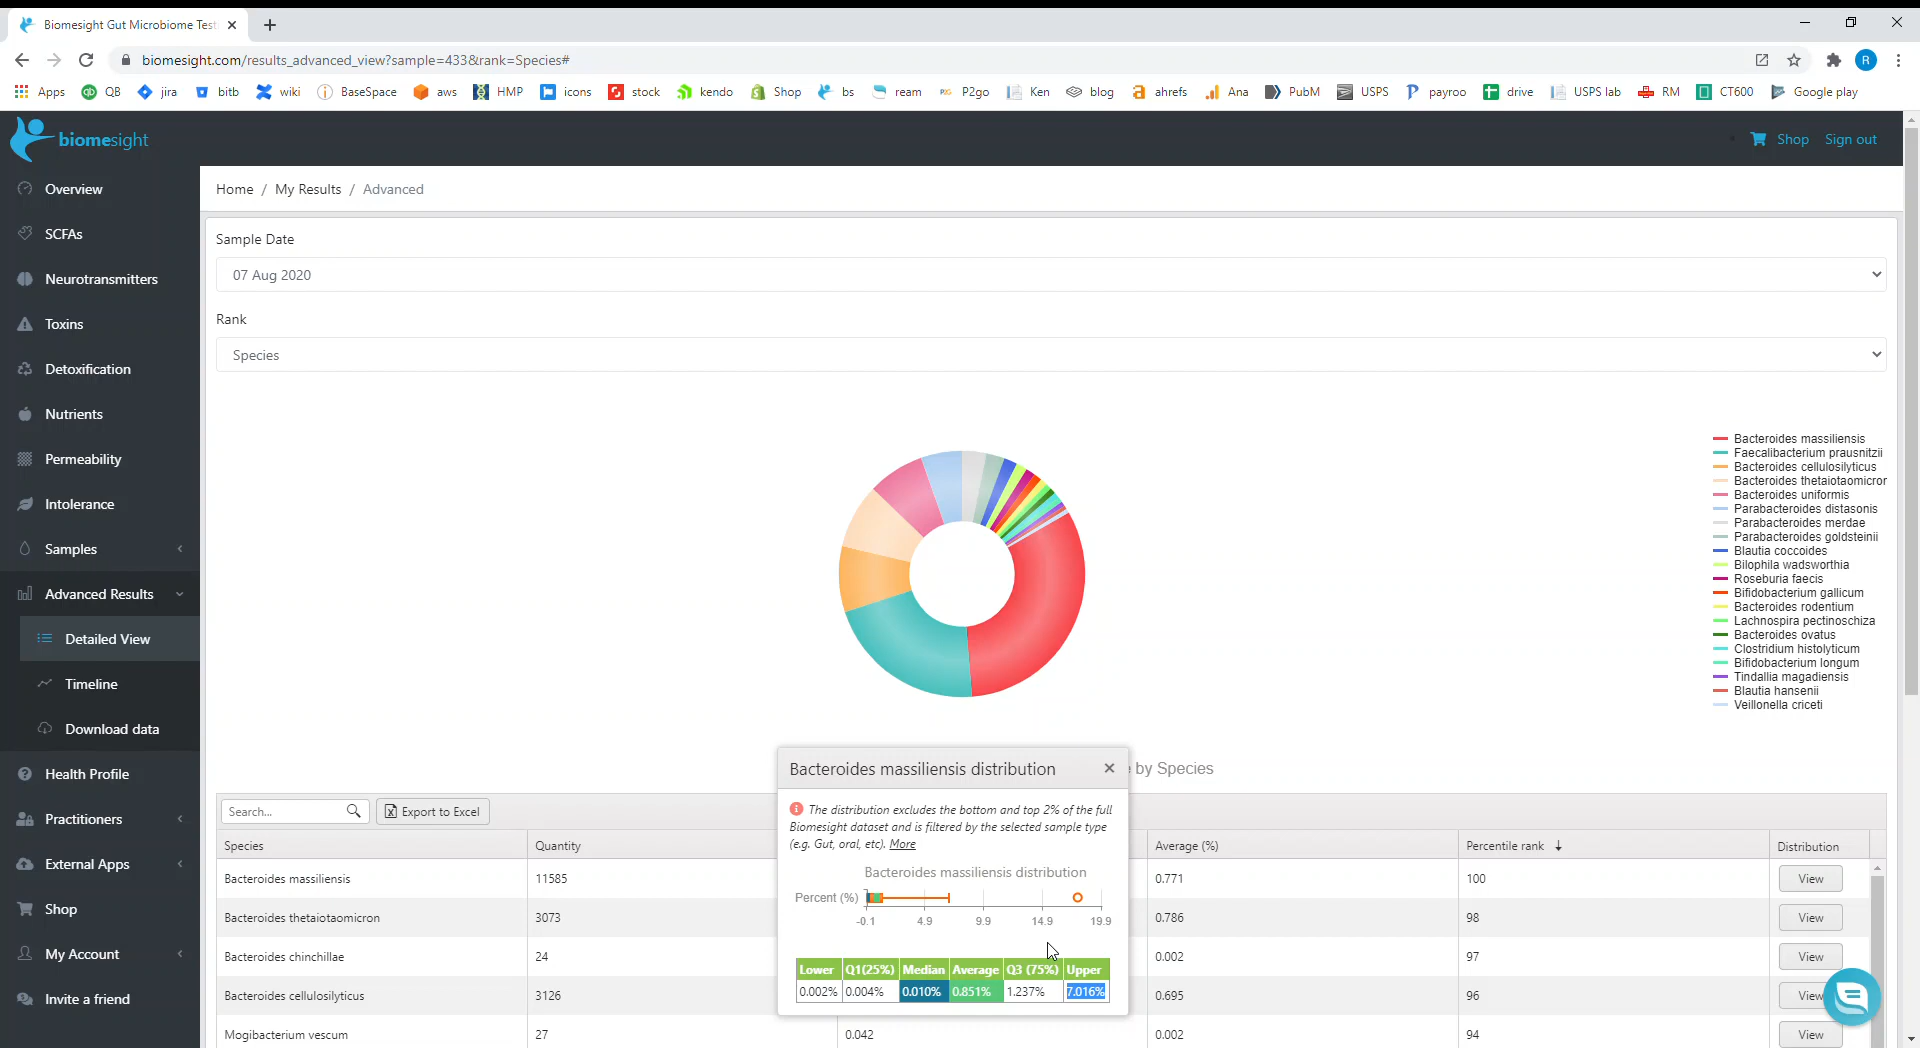 Biomesight Gut Microbiome Test
biomesight.com/results_advanced_view?sample=433&rank=Species#
R
Apps QB jira bitb wiki BaseSpace aws HMP icons stock kendo Shop bs ream P2go Ken blog ahrefs Ana PubM USPS payroo drive USPS lab RM CT600 Google play
biomesight
Shop Sign out
Overview
SCFAs
Neurotransmitters
Toxins
Detoxification
Nutrients
Permeability
Intolerance
Samples
Advanced Results
Detailed View
Timeline
Download data
Health Profile
Practitioners
External Apps
Shop
My Account
Invite a friend
Home / My Results / Advanced
Sample Date
07 Aug 2020
Rank
Species
Bacteroides massiliensis
Faecalibacterium prausnitzii
Bacteroides cellulosilyticus
Bacteroides thetaiotaomicror
Bacteroides uniformis
Parabacteroides distasonis
Parabacteroides merdae
Parabacteroides goldsteinii
Blautia coccoides
Bilophila wadsworthia
Roseburia faecis
Bifidobacterium gallicum
Bacteroides rodentium
Lachnospira pectinoschiza
Bacteroides ovatus
Clostridium histolyticum
Bifidobacterium longum
Tindallia magadiensis
Blautia hansenii
Veillonella criceti
by Species
Bacteroides massiliensis distribution
The distribution excludes the bottom and top 2% of the full
Biomesight dataset and is filtered by the selected sample type
(e.g. Gut, oral, etc). More
Bacteroides massiliensis distribution
Percent (%)
-0.1 4.9 9.9 14.9 19.9
Lower Q1(25%) Median Average Q3 (75%) Upper
0.002% 0.004% 0.010% 0.851% 1.237% 7.016%
Search... Export to Excel
Species Quantity Average (%) Percentile rank Distribution
Bacteroides massiliensis 11585 0.771 100 View
Bacteroides thetaiotaomicron 3073 0.786 98 View
Bacteroides chinchillae 24 0.002 97 View
Bacteroides cellulosilyticus 3126 0.695 96 View
Mogibacterium vescum 27 0.042 0.002 94 View